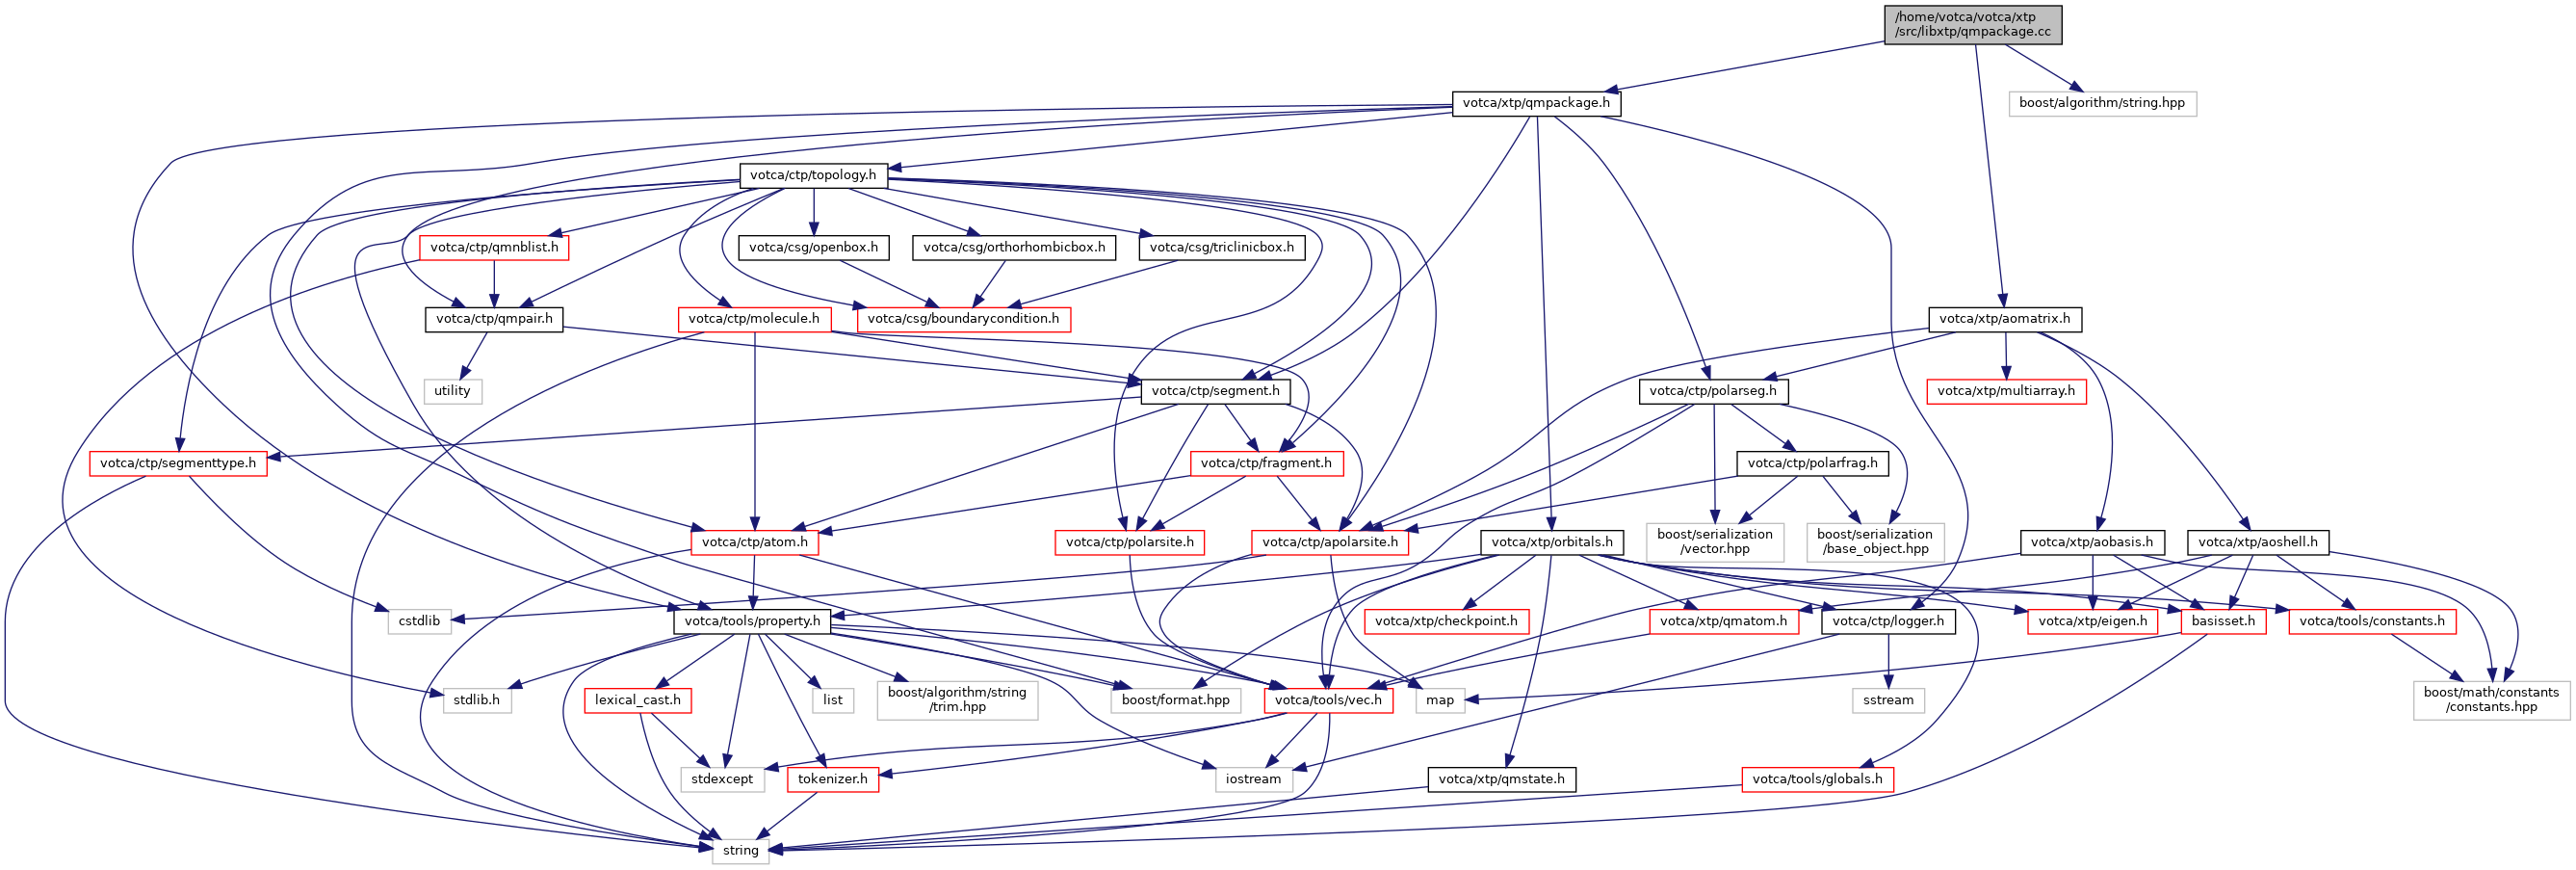 /home/votca/votca/xtp
/src/libxtp/qmpackage.cc
votca/xtp/qmpackage.h
boost/algorithm/string.hpp
votca/ctp/topology.h
votca/ctp/qmnblist.h
votca/csg/openbox.h
votca/csg/orthorhombicbox.h
votca/csg/triclinicbox.h
votca/ctp/qmpair.h
votca/ctp/molecule.h
votca/csg/boundarycondition.h
votca/xtp/aomatrix.h
utility
votca/ctp/segment.h
votca/ctp/polarseg.h
votca/xtp/multiarray.h
votca/ctp/segmenttype.h
votca/ctp/fragment.h
votca/ctp/polarfrag.h
votca/ctp/atom.h
votca/ctp/polarsite.h
votca/ctp/apolarsite.h
votca/xtp/orbitals.h
boost/serialization
/vector.hpp
boost/serialization
/base_object.hpp
votca/xtp/aobasis.h
votca/xtp/aoshell.h
cstdlib
votca/tools/property.h
votca/xtp/checkpoint.h
votca/xtp/qmatom.h
votca/ctp/logger.h
votca/xtp/eigen.h
basisset.h
votca/tools/constants.h
stdlib.h
lexical_cast.h
list
boost/algorithm/string
/trim.hpp
boost/format.hpp
votca/tools/vec.h
map
sstream
boost/math/constants
/constants.hpp
stdexcept
tokenizer.h
iostream
votca/xtp/qmstate.h
votca/tools/globals.h
string